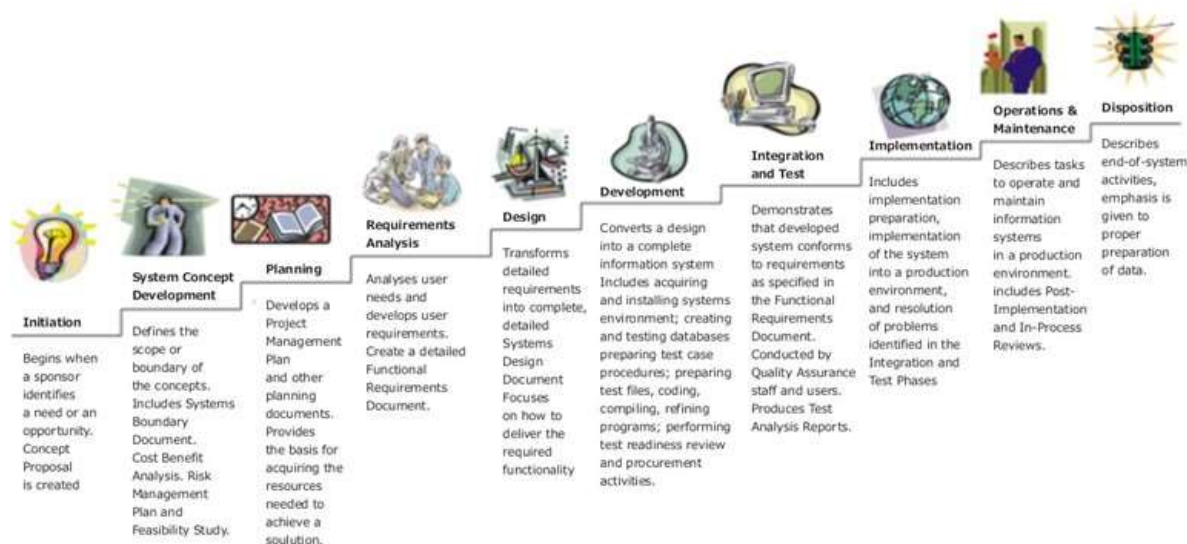 Initiation
Begins when
a sponsor
identifies
a need or an
opportunity.
Concept
Proposal
is created
System Concept
Development
Defines the
scope or
boundary of
the concepts.
Includes Systems
Boundary
Document.
Cost Benefit
Analysis. Risk
Management
Plan and
Feasibility Study.
Planning
Develops a
Project
Management
Plan
and other
planning
documents.
Provides
the basis for
acquiring the
resources
needed to
achieve a
soulution.
Requirements
Analysis
Analyses user
needs and
develops user
requirements.
Create a detailed
Functional
Requirements
Document.
Design
Transforms
detailed
requirements
into complete,
detailed
Systems
Design
Document
Focuses
on how to
deliver the
required
functionality
Development
Converts a design
into a complete
information system
Includes acquiring
and installing systems
environment; creating
and testing databases
preparing test case
procedures; preparing
test files, coding,
compiling, refining
programs; performing
test readiness review
and procurement
activities.
Integration
and Test
Demonstrates
that developed
system conforms
to requirements
as specified in
the Functional
Requirements
Document.
Conducted by
Quality Assurance
staff and users.
Produces Test
Analysis Reports.
Implementation
Includes
implementation
preparation,
implementation
of the system
into a production
environment,
and resolution
of problems
identified in the
Integration and
Test Phases
Operations &
Maintenance
Describes tasks
to operate and
maintain
information
systems
in a production
environment.
includes Post-
Implementation
and In-Process
Reviews.
Disposition
Describes
end-of-system
activities,
emphasis is
given to
proper
preparation
of data.